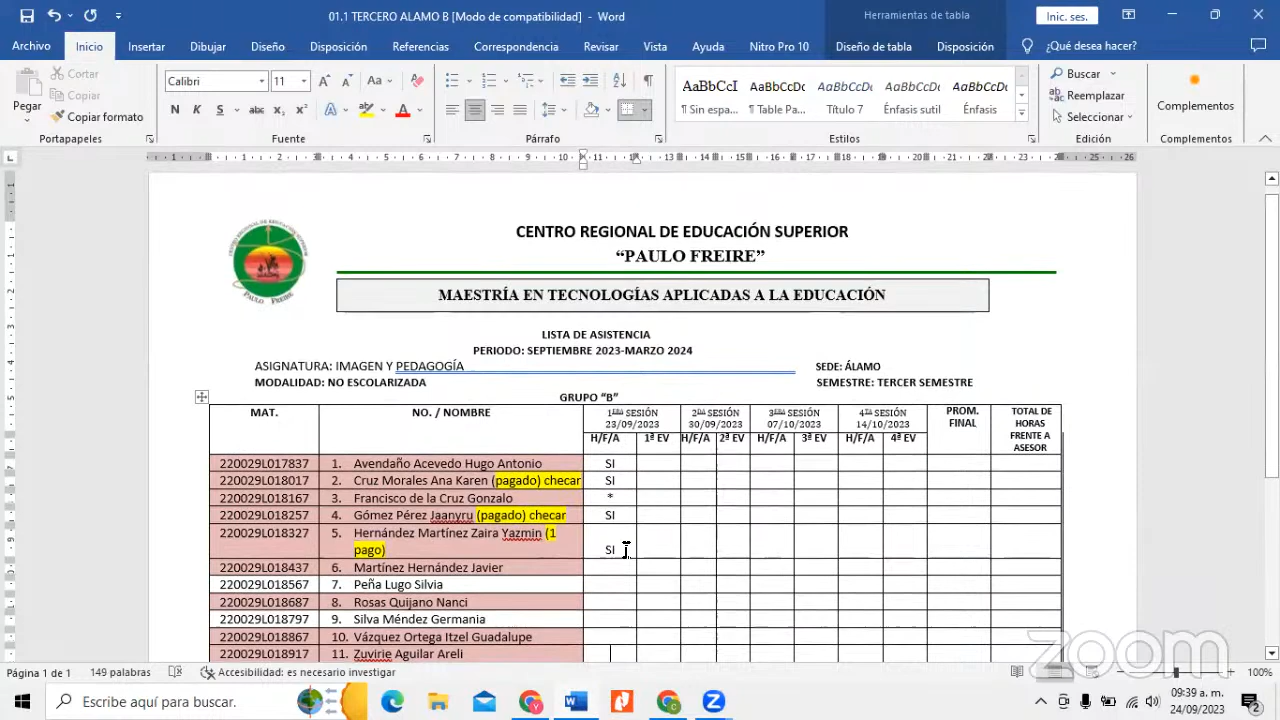 01.1 TERCERO ALAMO B [Modo de compatibilidad] - Word
Herramientas de tabla
Inic. ses.
Archivo Inicio Insertar Dibujar Diseño Disposición Referencias Correspondencia Revisar Vista Ayuda Nitro Pro 10 Diseño de tabla Disposición ¿Qué desea hacer?
Pegar
Cortar
Copiar
Copiar formato
Portapapeles
Calibri 11
Fuente
Párrafo
AaBbCcI AaBbCcDc AaBbCcDc AaBbCcDc AaBbCcDc
¶ Sin espa... ¶ Table Pa... Título 7 Énfasis sutil Énfasis
Estilos
Buscar
Reemplazar
Seleccionar
Edición
Complementos
Complementos
CENTRO REGIONAL DE EDUCACIÓN SUPERIOR
“PAULO FREIRE”
MAESTRÍA EN TECNOLOGÍAS APLICADAS A LA EDUCACIÓN
LISTA DE ASISTENCIA
PERIODO: SEPTIEMBRE 2023-MARZO 2024
ASIGNATURA: IMAGEN Y PEDAGOGÍA SEDE: ÁLAMO
MODALIDAD: NO ESCOLARIZADA SEMESTRE: TERCER SEMESTRE
GRUPO “B”
MAT. NO. / NOMBRE 1ERA SESIÓN 23/09/2023 2DA SESIÓN 30/09/2023 3ERA SESIÓN 07/10/2023 4TA SESIÓN 14/10/2023 PROM. FINAL TOTAL DE HORAS FRENTE A ASESOR
H/F/A 1ª EV H/F/A 2ª EV H/F/A 3ª EV H/F/A 4ª EV
220029L017837 1. Avendaño Acevedo Hugo Antonio SI
220029L018017 2. Cruz Morales Ana Karen (pagado) checar SI
220029L018167 3. Francisco de la Cruz Gonzalo *
220029L018257 4. Gómez Pérez Jaanyru (pagado) checar SI
220029L018327 5. Hernández Martínez Zaira Yazmin (1
pago) SI
220029L018437 6. Martínez Hernández Javier
220029L018567 7. Peña Lugo Silvia
220029L018687 8. Rosas Quijano Nanci
220029L018797 9. Silva Méndez Germania
220029L018867 10. Vázquez Ortega Itzel Guadalupe
220029L018917 11. Zuvirie Aguilar Areli
zoom
Página 1 de 1 149 palabras Accesibilidad: es necesario investigar 100%
Escribe aquí para buscar.
09:39 a. m.
24/09/2023
2